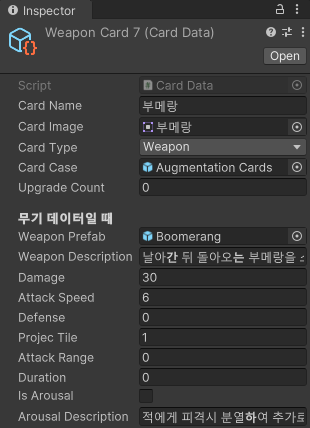 Inspector
Weapon Card 7 (Card Data)
Open
Script Card Data
Card Name 부메랑
Card Image 부메랑
Card Type Weapon
Card Case Augmentation Cards
Upgrade Count 0
무기 데이터일 때
Weapon Prefab Boomerang
Weapon Description 날아간 뒤 돌아오는 부메랑을
Damage 30
Attack Speed 6
Defense 0
Projec Tile 1
Attack Range 0
Duration 0
Is Arousal
Arousal Description 적에게 피격시 분열하여 추가로